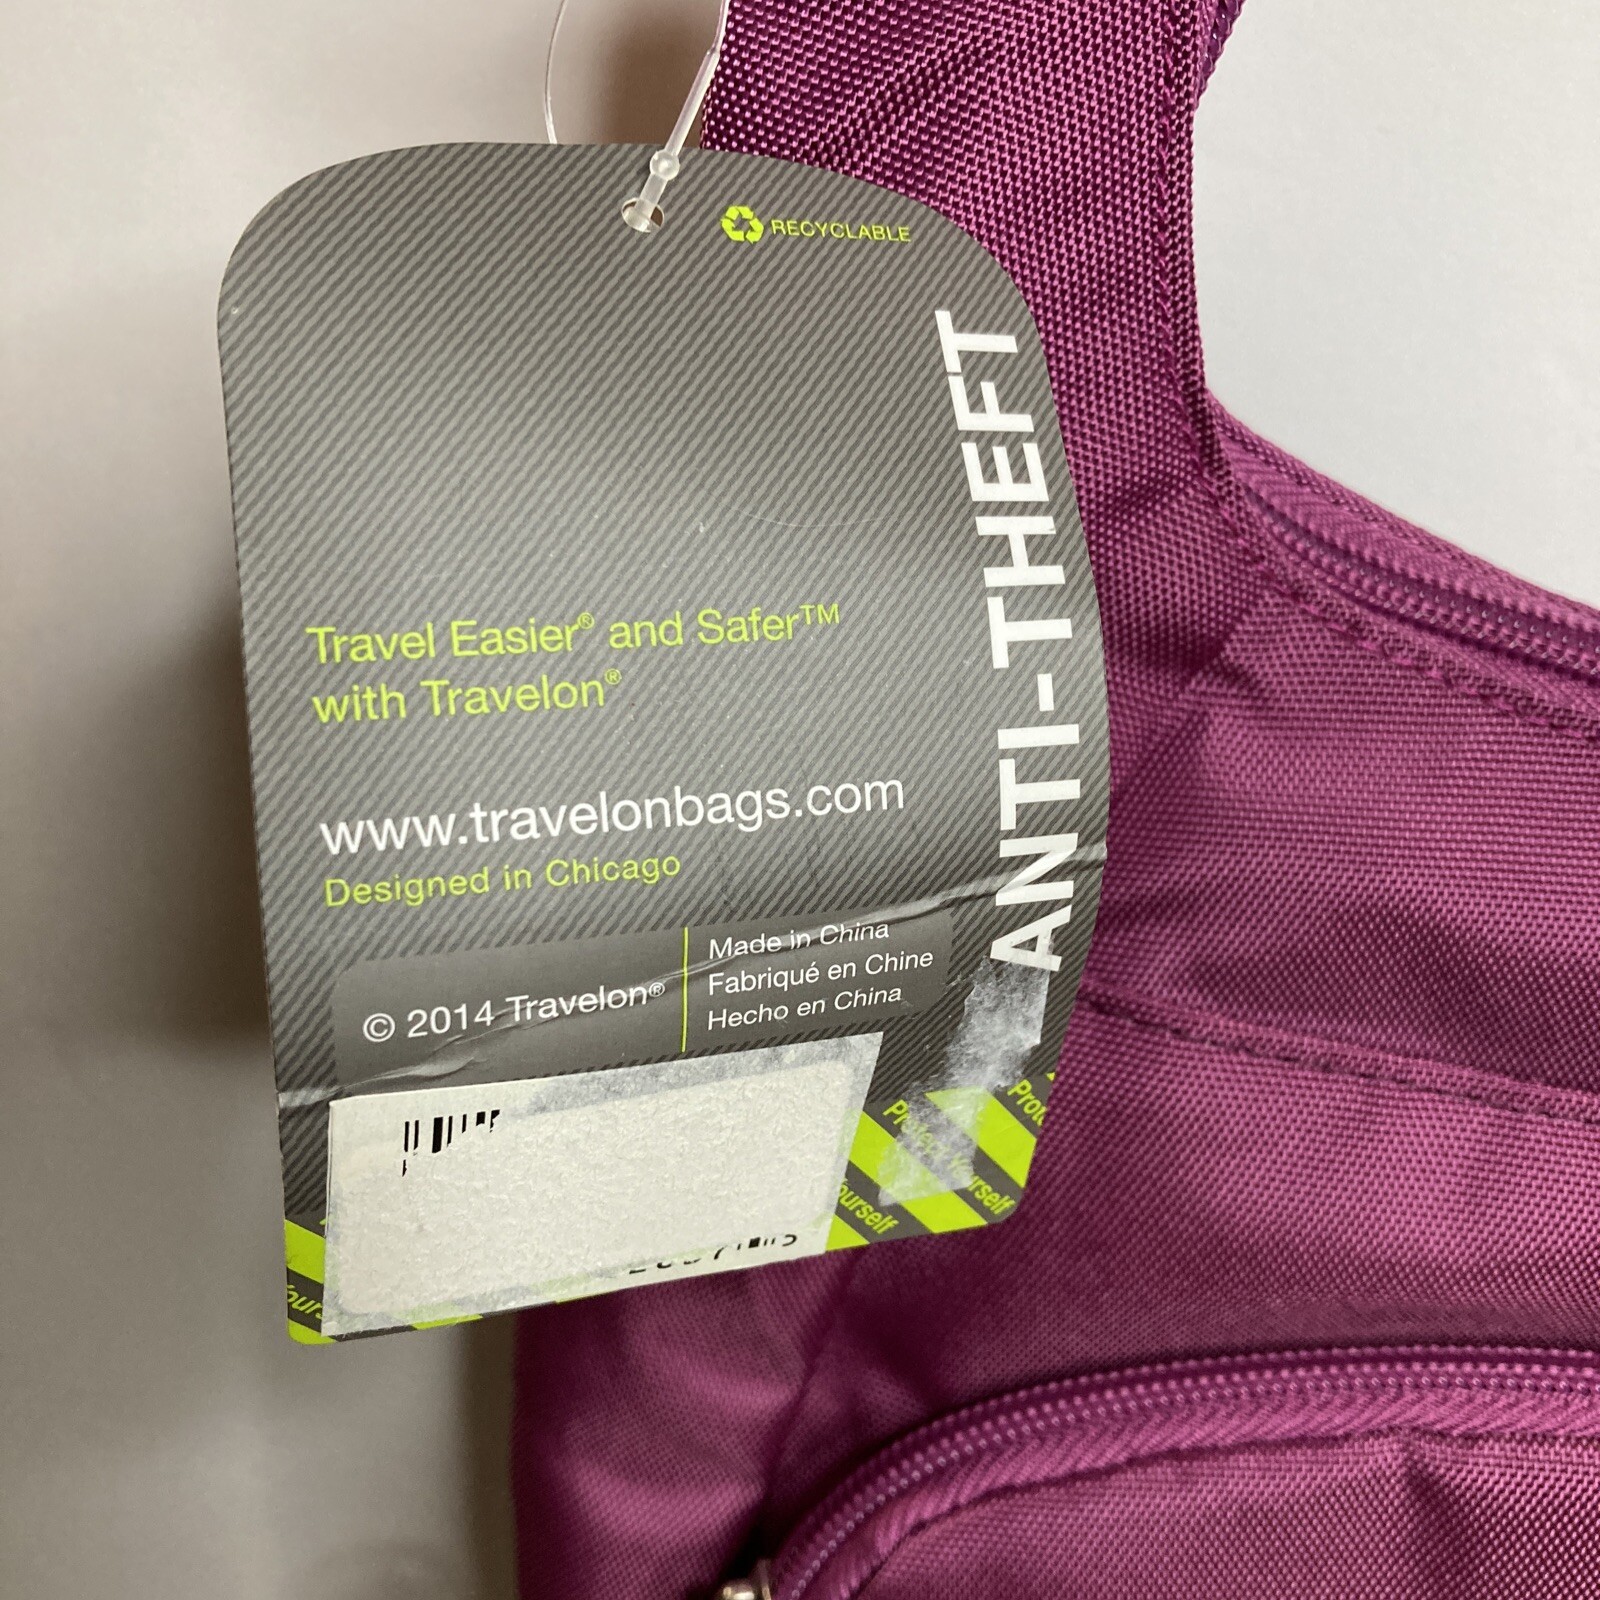 RECYCLABLE
ANTI-THEFT
Travel Easier® and Safer™
with Travelon®
www.travelonbags.com
Designed in Chicago
© 2014 Travelon®
Made in China
Fabriqué en Chine
Hecho en China
Protect Yourself